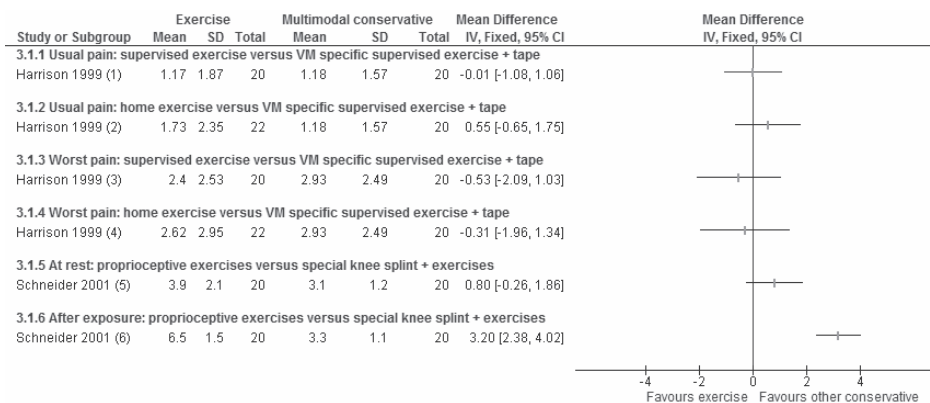 Exercise Multimodal conservative Mean Difference Mean Difference
Study or Subgroup Mean SD Total Mean SD Total IV, Fixed, 95% CI IV, Fixed, 95% CI
3.1.1 Usual pain: supervised exercise versus VM specific supervised exercise + tape
Harrison 1999 (1) 1.17 1.87 20 1.18 1.57 20 -0.01 [-1.08, 1.06]
3.1.2 Usual pain: home exercise versus VM specific supervised exercise + tape
Harrison 1999 (2) 1.73 2.35 22 1.18 1.57 20 0.55 [-0.65, 1.75]
3.1.3 Worst pain: supervised exercise versus VM specific supervised exercise + tape
Harrison 1999 (3) 2.4 2.53 20 2.93 2.49 20 -0.53 [-2.09, 1.03]
3.1.4 Worst pain: home exercise versus VM specific supervised exercise + tape
Harrison 1999 (4) 2.62 2.95 22 2.93 2.49 20 -0.31 [-1.96, 1.34]
3.1.5 At rest: proprioceptive exercises versus special knee splint + exercises
Schneider 2001 (5) 3.9 2.1 20 3.1 1.2 20 0.80 [-0.26, 1.86]
3.1.6 After exposure: proprioceptive exercises versus special knee splint + exercises
Schneider 2001 (6) 6.5 1.5 20 3.3 1.1 20 3.20 [2.38, 4.02]
-4 -2 0 2 4
Favours exercise Favours other conservative